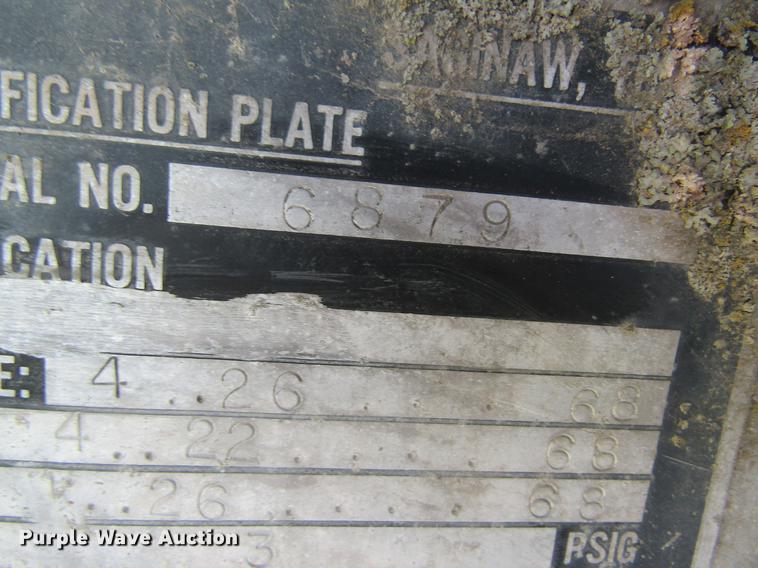 SAGINAW,
FICATION PLATE
AL NO. 6879
CATION
E: 4 26 68
4 22 68
26 68
3 PSIG
Purple Wave Auction